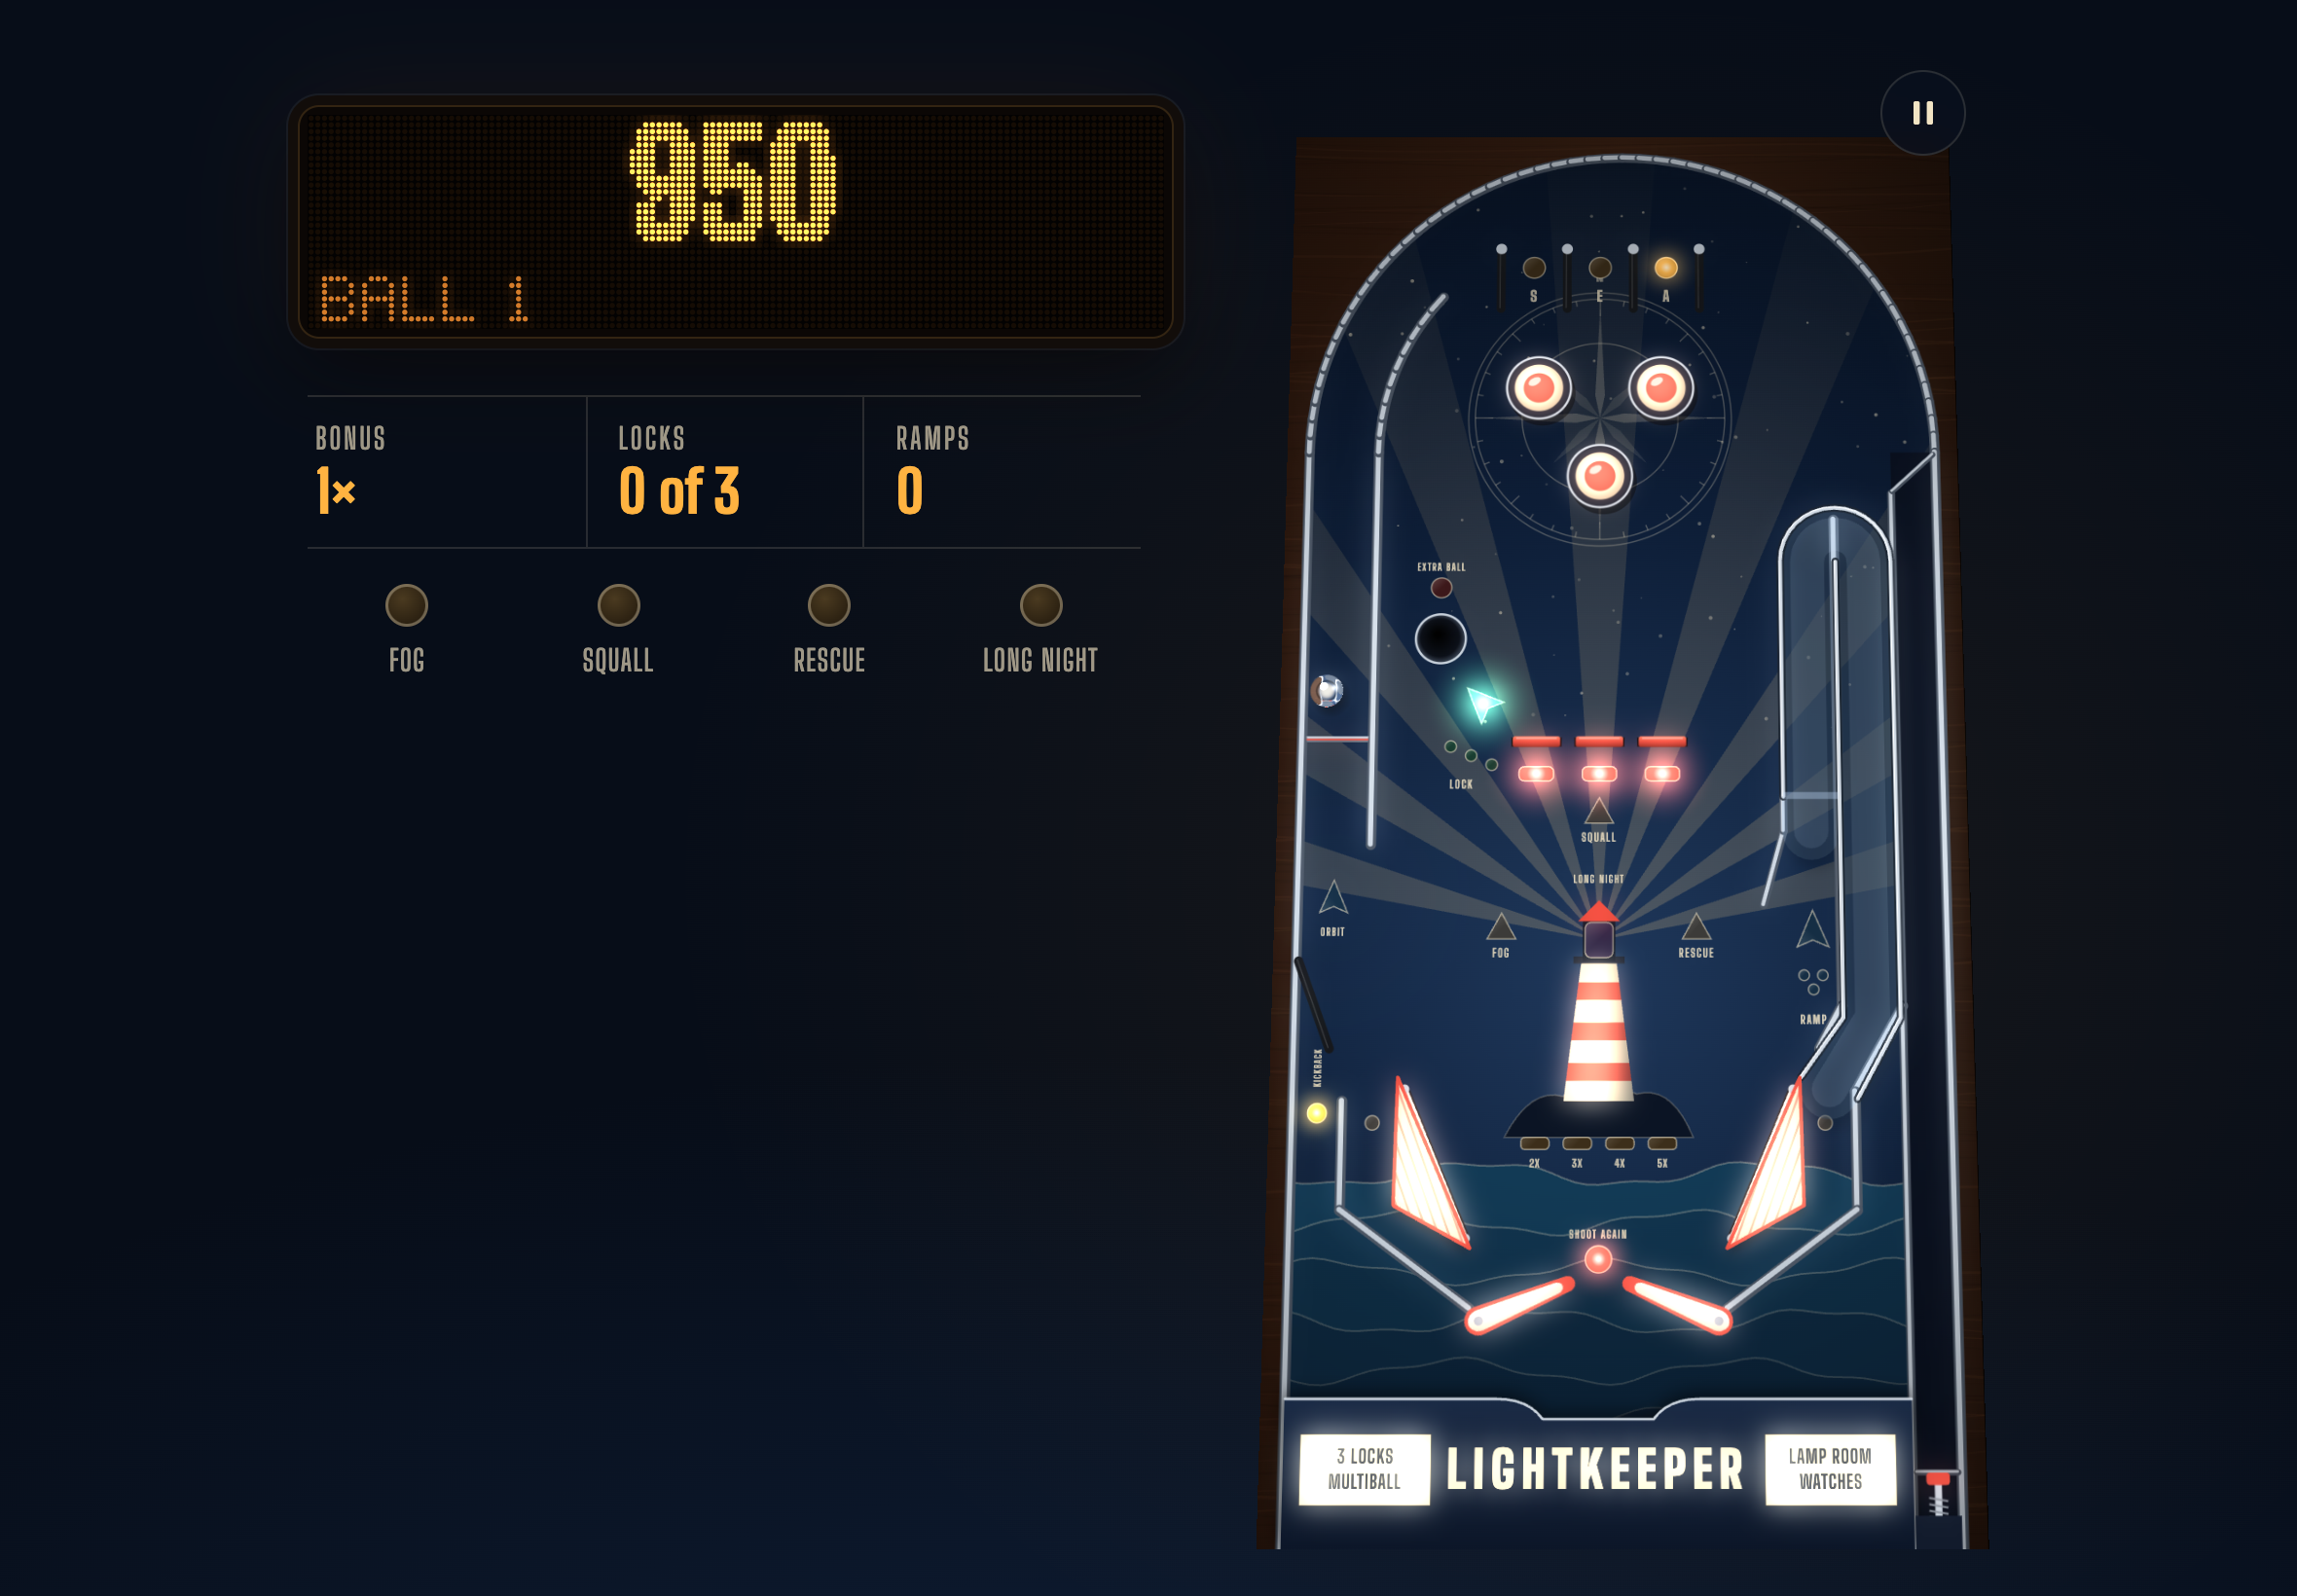 950
BALL 1
BONUS
1×
LOCKS
0 of 3
RAMPS
0
FOG
SQUALL
RESCUE
LONG NIGHT
S
E
A
EXTRA BALL
LOCK
SQUALL
LONG NIGHT
ORBIT
FOG
RESCUE
RAMP
KICKBACK
2X
3X
4X
5X
SHOOT AGAIN
3 LOCKS
MULTIBALL
LIGHTKEEPER
LAMP ROOM
WATCHES